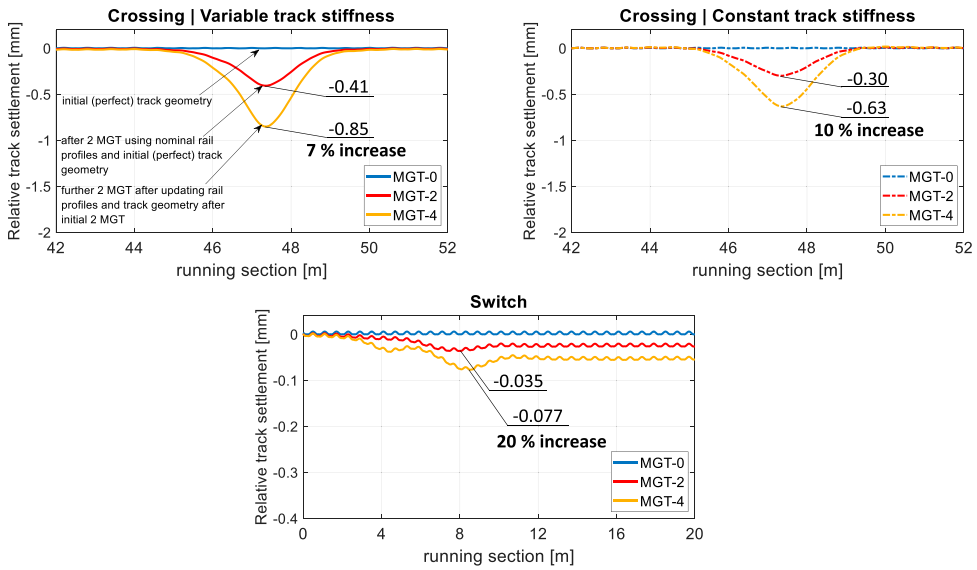 Crossing | Variable track stiffness
Relative track settlement [mm]
0
-0.5
-1
-1.5
-2
42
44
46
48
50
52
running section [m]
initial (perfect) track geometry
after 2 MGT using nominal rail
profiles and initial (perfect) track
geometry
further 2 MGT after updating rail
profiles and track geometry after
initial 2 MGT
-0.41
-0.85
7 % increase
MGT-0
MGT-2
MGT-4
Crossing | Constant track stiffness
Relative track settlement [mm]
0
-0.5
-1
-1.5
-2
42
44
46
48
50
52
running section [m]
-0.30
-0.63
10 % increase
MGT-0
MGT-2
MGT-4
Switch
Relative track settlement [mm]
0
-0.1
-0.2
-0.3
-0.4
0
4
8
12
16
20
running section [m]
-0.035
-0.077
20 % increase
MGT-0
MGT-2
MGT-4